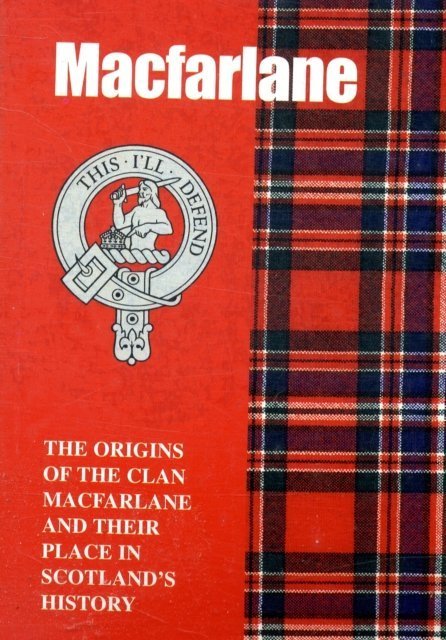 Macfarlane
THIS · I'LL · DEFEND
THE ORIGINS
OF THE CLAN
MACFARLANE
AND THEIR
PLACE IN
SCOTLAND'S
HISTORY